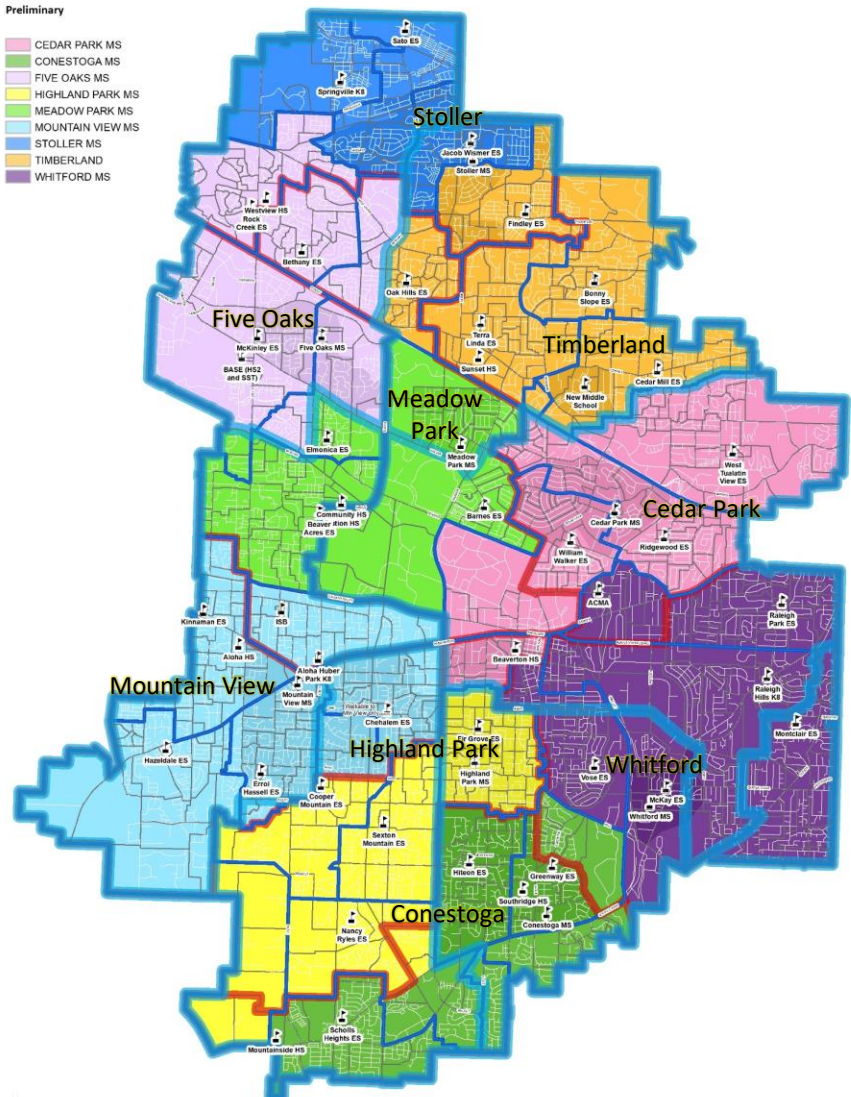 Preliminary
CEDAR PARK MS
CONESTOGA MS
FIVE OAKS MS
HIGHLAND PARK MS
MEADOW PARK MS
MOUNTAIN VIEW MS
STOLLER MS
TIMBERLAND
WHITFORD MS
Sato ES
Springville K8
Stoller
Jacob Wismer ES
Stoller MS
Westview HS
Rock
Creek ES
Findley ES
Bethany ES
Oak Hills ES
Bonny
Slope ES
Five Oaks
McKinley ES
Five Oaks MS
BASE (HS2
and SST)
Terra
Linda ES
Sunset HS
Timberland
Cedar Mill ES
New Middle
School
Meadow
Park
Elmonica ES
Meadow
Park MS
West
Tualatin
View ES
Community HS
Beaver
Acres ES
Barnes ES
Cedar Park MS
Cedar Park
William
Walker ES
Ridgewood ES
Kinnaman ES
ISB
ACMA
Raleigh
Park ES
Aloha HS
Aloha Huber
Park K8
Beaverton HS
Mountain View
Mountain
View MS
Raleigh
Hills K8
Chehalem ES
Montclair ES
Hazeldale ES
Highland Park
Fir Grove ES
Highland
Park MS
Whitford
Vose ES
McKay ES
Whitford MS
Errol
Hassell ES
Cooper
Mountain ES
Sexton
Mountain ES
Hiteon ES
Greenway ES
Southridge HS
Conestoga
Conestoga MS
Nancy
Ryles ES
Scholls
Heights ES
Mountainside HS